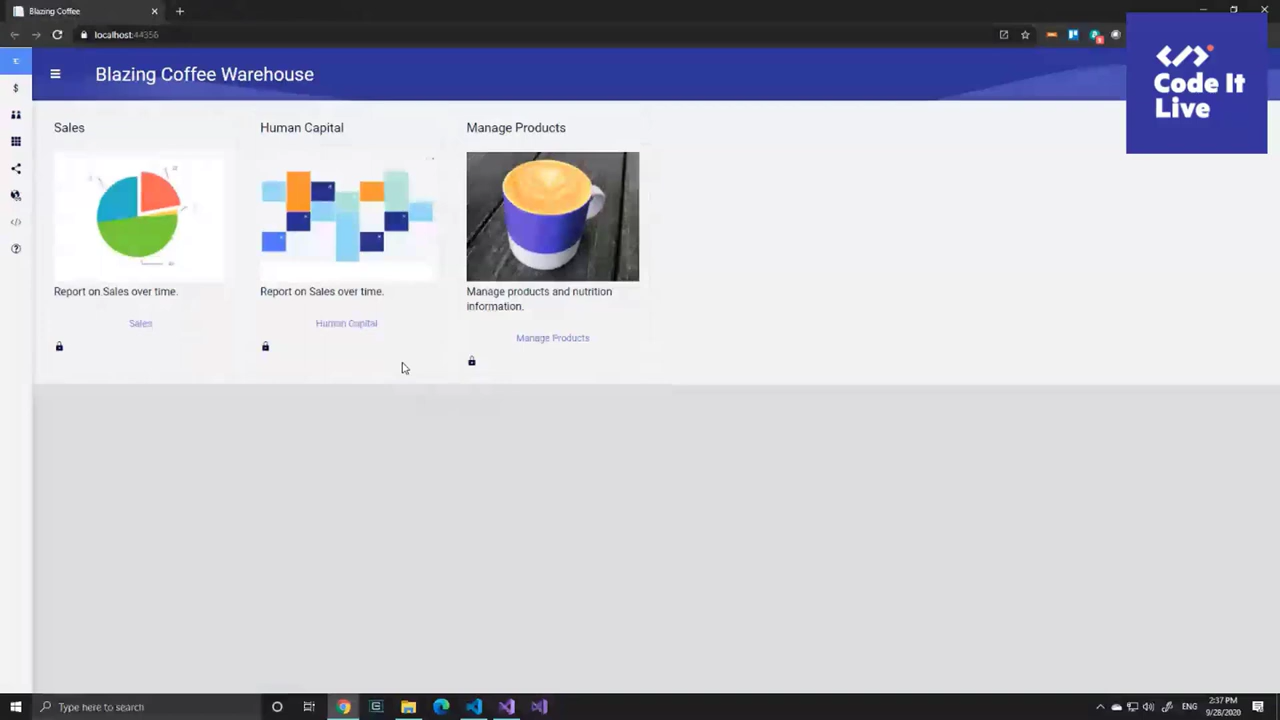 Blazing Coffee
localhost:44356
Blazing Coffee Warehouse
Code It
Live
Sales
Human Capital
Manage Products
Report on Sales over time.
Report on Sales over time.
Manage products and nutrition
information.
Sales
Human Capital
Manage Products
Type here to search
ENG
2:37 PM
9/28/2020